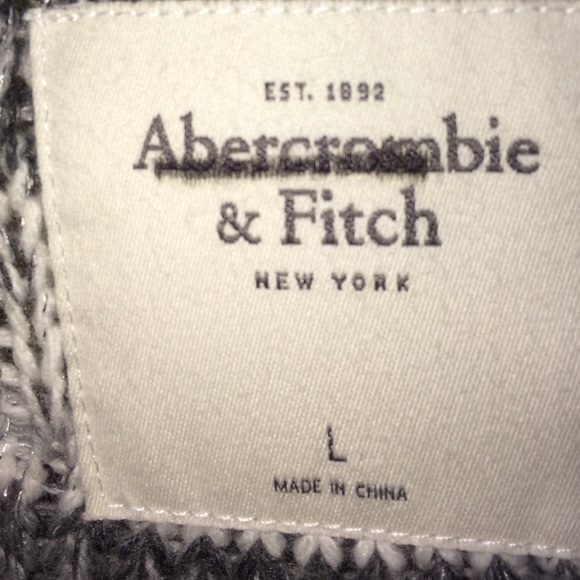 EST. 1892
Abercrombie
& Fitch
NEW YORK
L
MADE IN CHINA